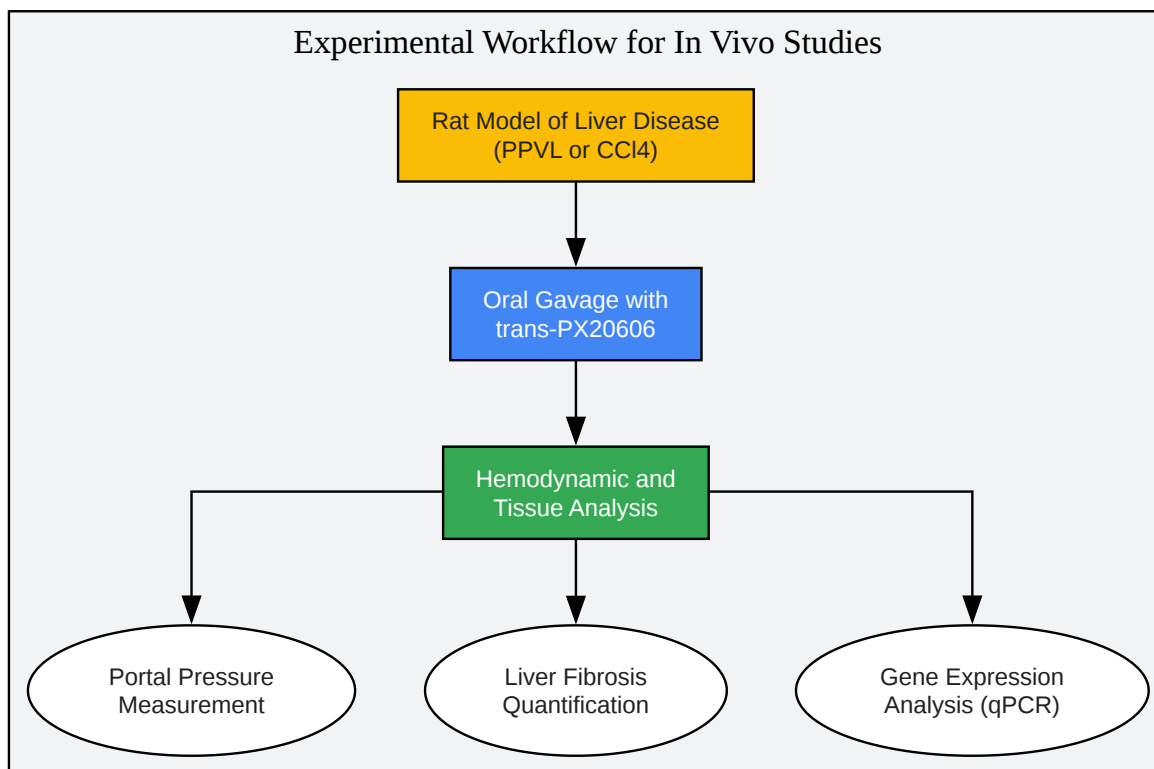 Experimental Workflow for In Vivo Studies
Rat Model of Liver Disease
(PPVL or CCl4)
Oral Gavage with
trans-PX20606
Hemodynamic and
Tissue Analysis
Portal Pressure
Measurement
Liver Fibrosis
Quantification
Gene Expression
Analysis (qPCR)